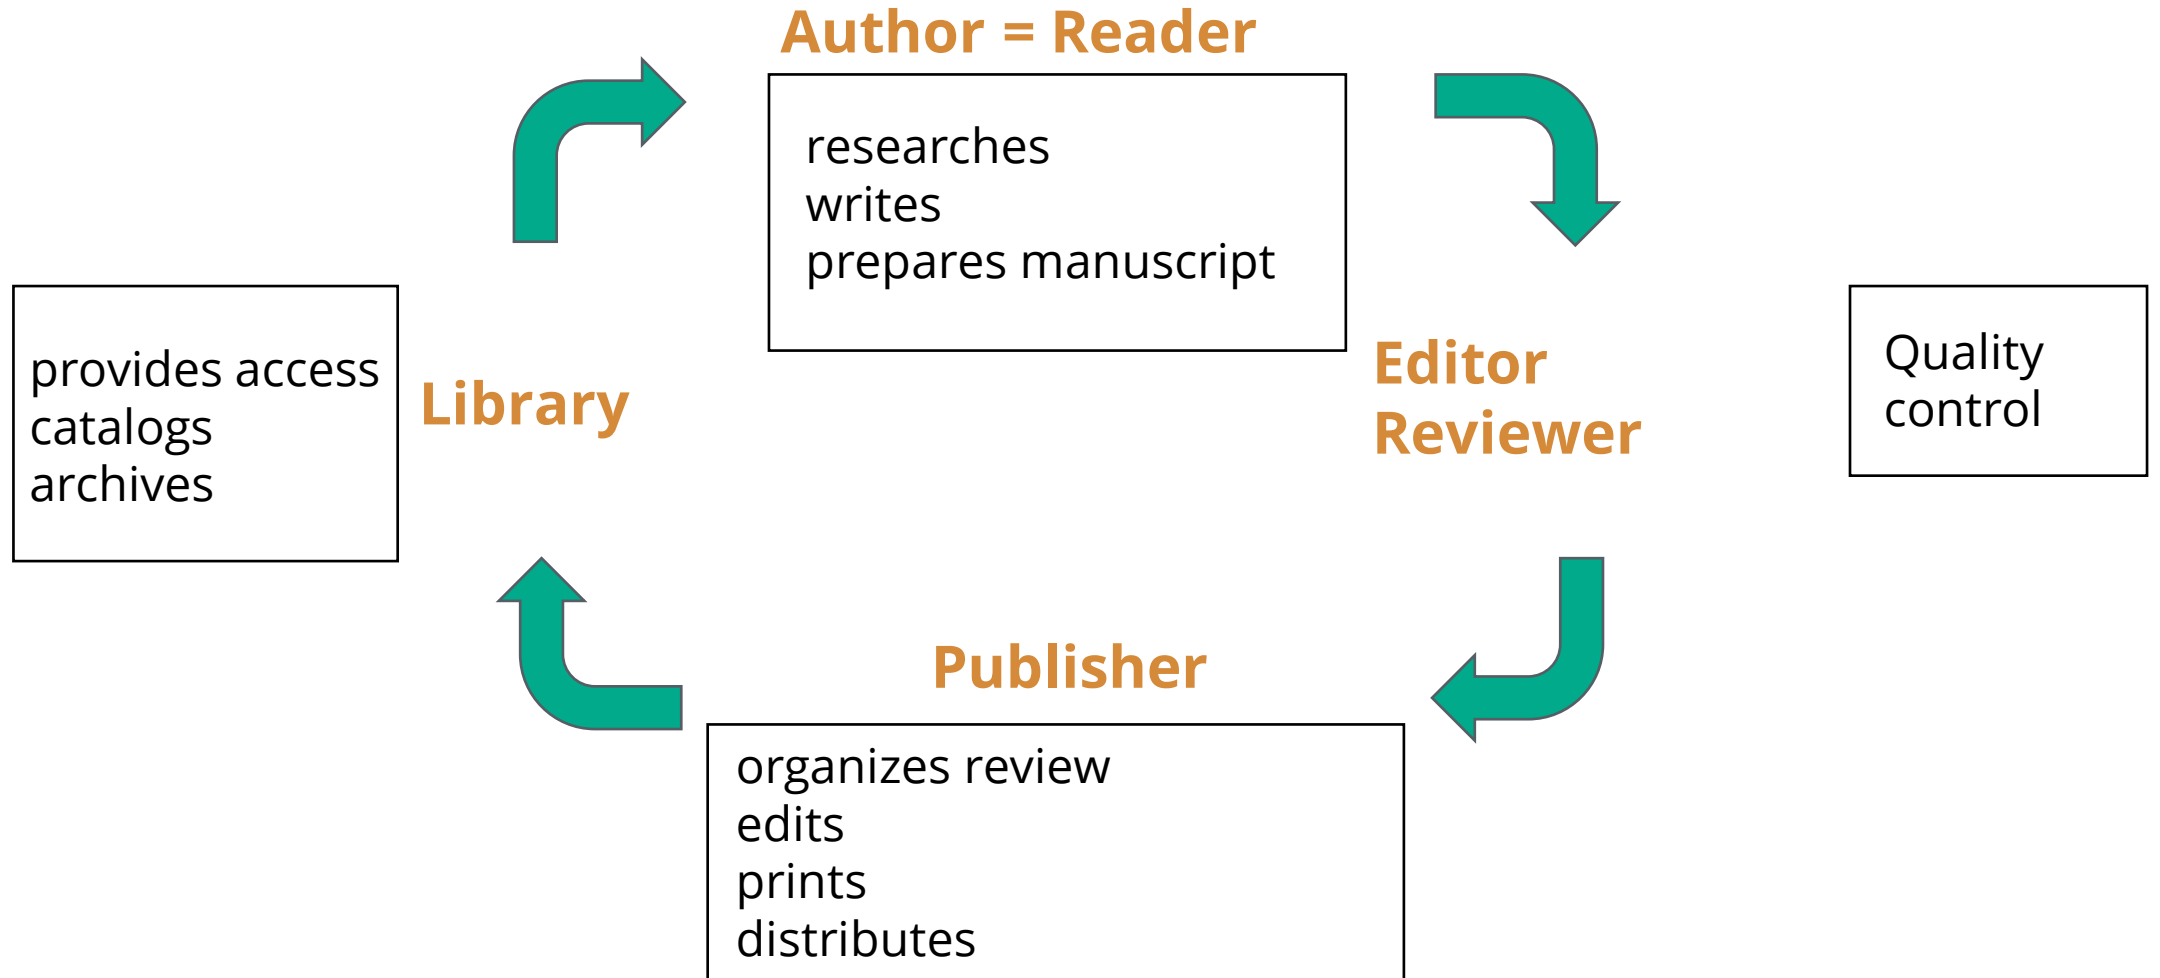 Author = Reader
researches
writes
prepares manuscript
Editor
Reviewer
Quality
control
Publisher
organizes review
edits
prints
distributes
Library
provides access
catalogs
archives